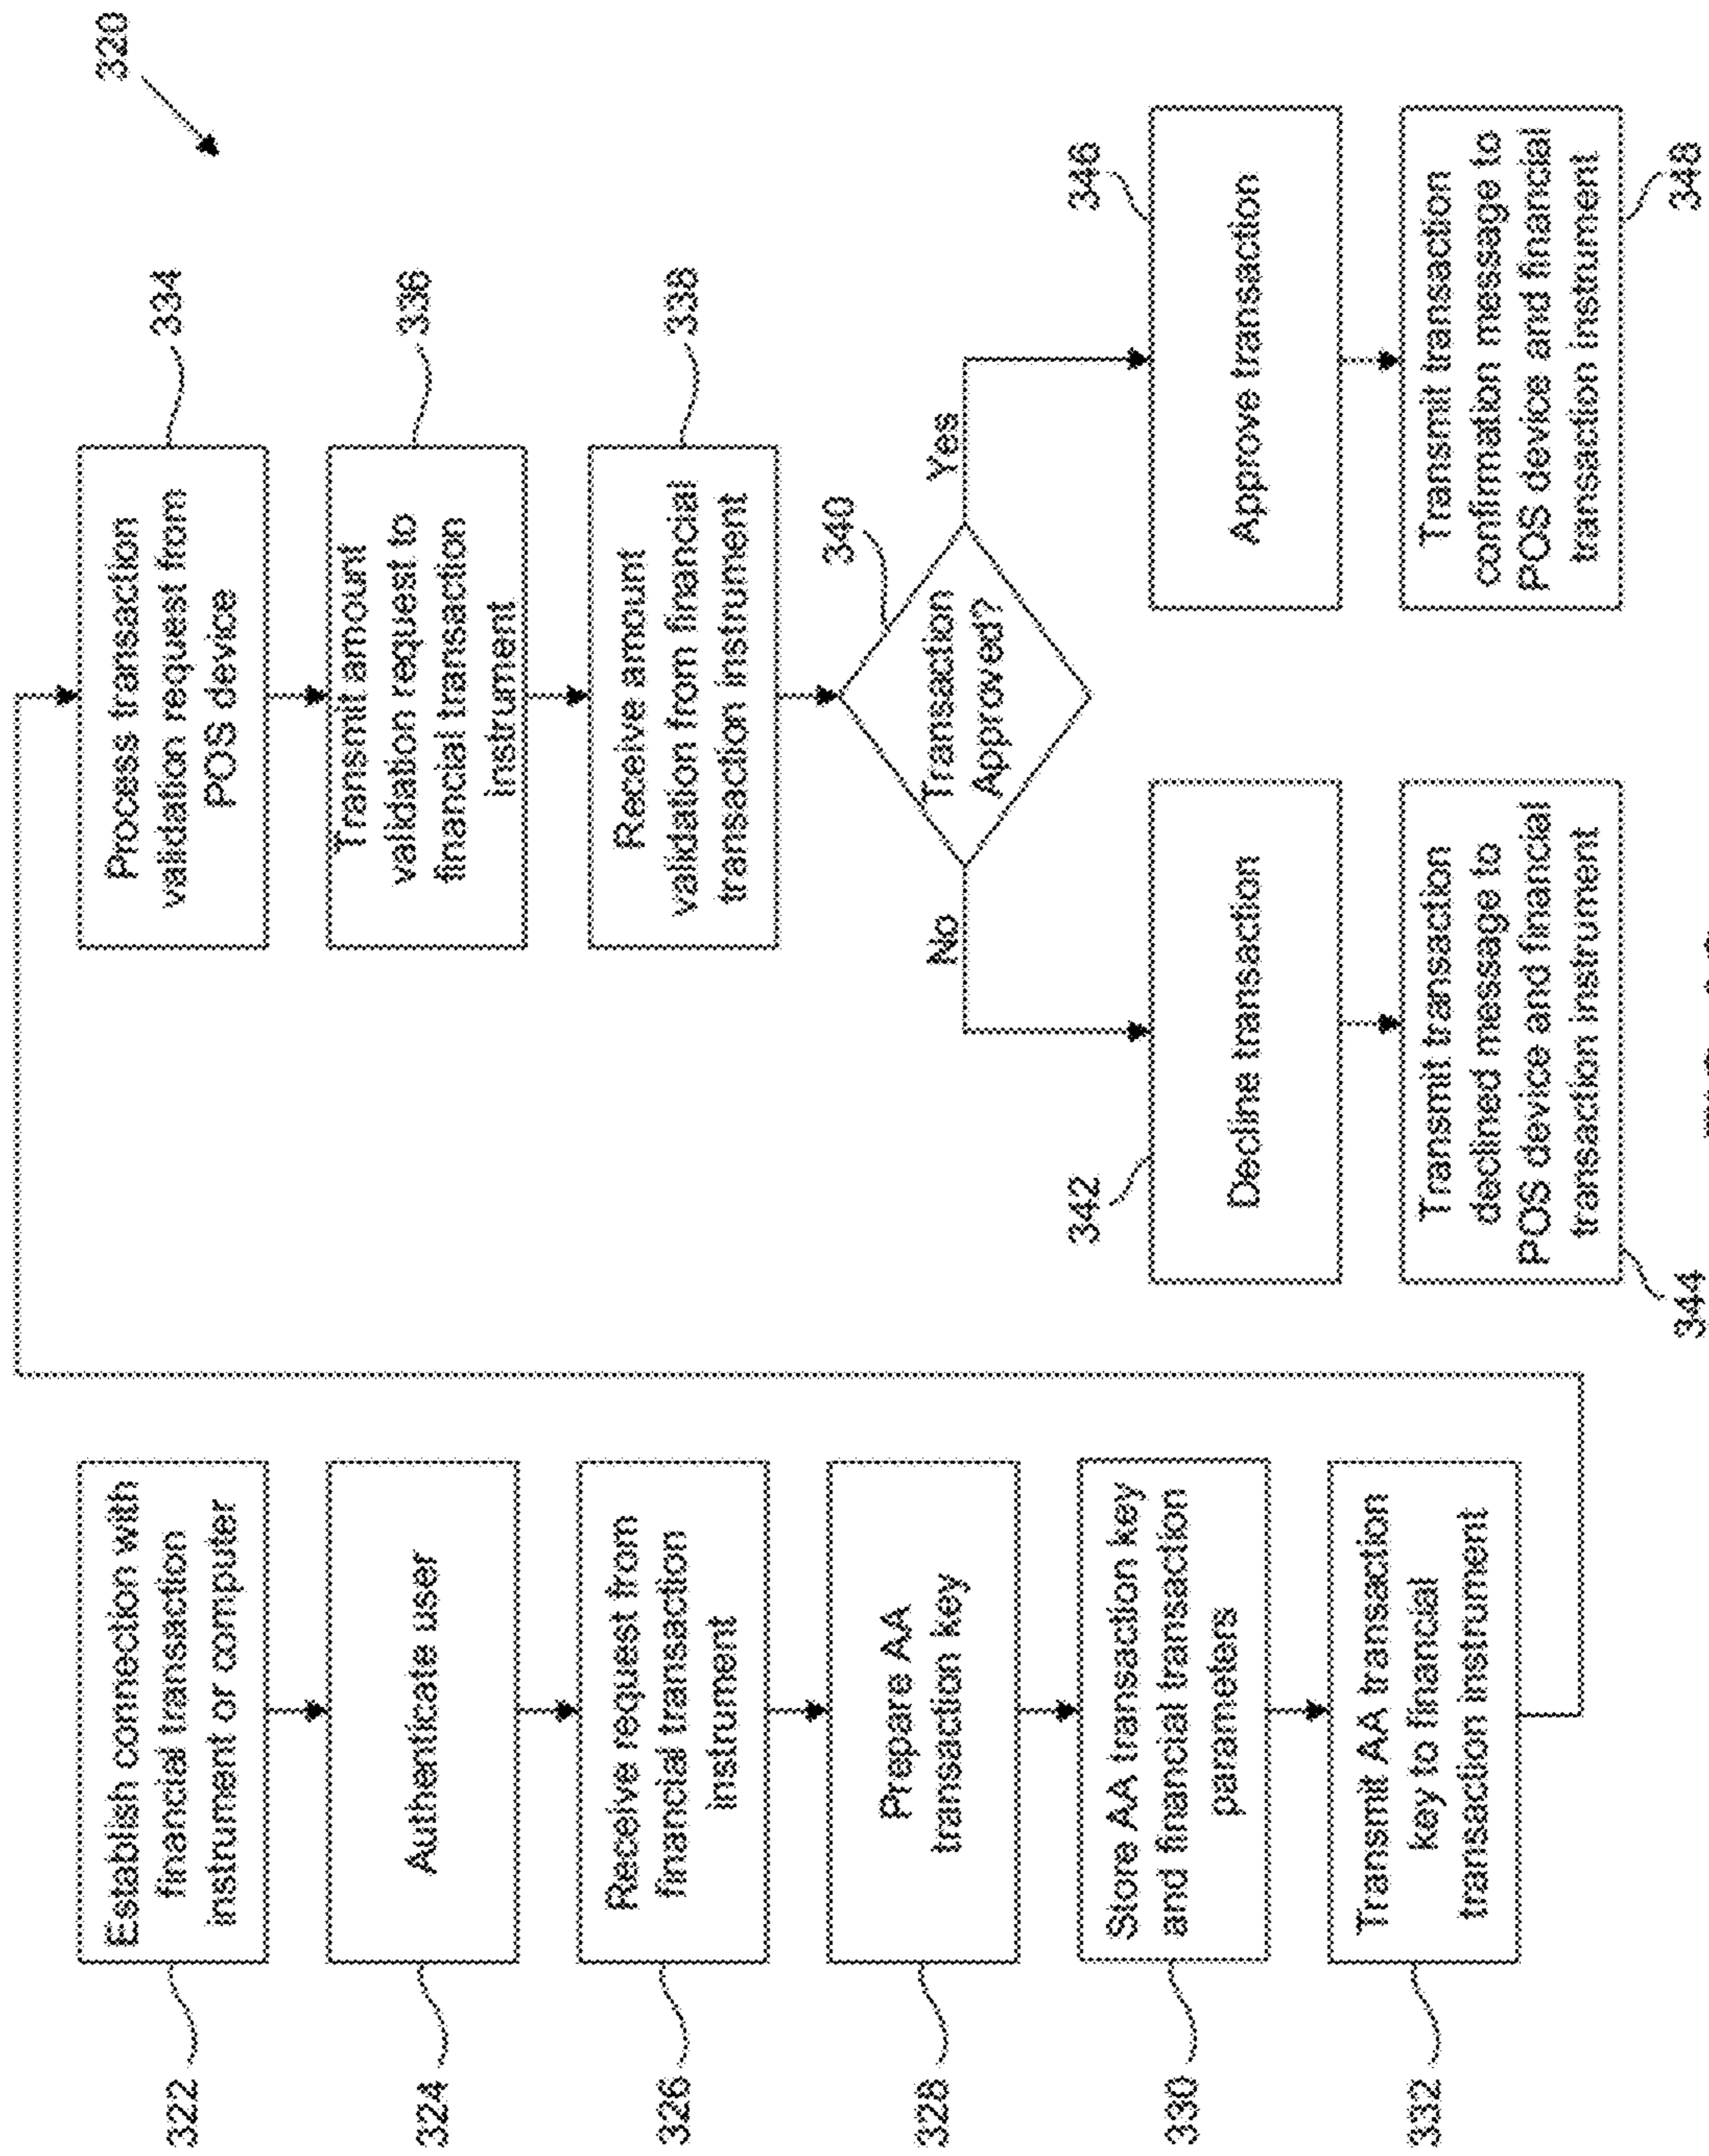 320
322
Establish connection with
financial transaction
instrument or computer
324
Authenticate user
326
Receive request from
financial transaction
instrument
328
Prepare AA
transaction key
330
Store AA transaction key
and financial transaction
parameters
332
Transmit AA transaction
key to financial
transaction instrument
Process transaction
validation request from
POS device
334
Transmit amount
validation request to
financial transaction
instrument
336
Receive amount
validation from financial
transaction instrument
338
340
Transaction
Approved?
No
Yes
342
Decline transaction
Transmit transaction
declined message to
POS device and financial
transaction instrument
344
346
Approve transaction
Transmit transaction
confirmation message to
POS device and financial
transaction instrument
348